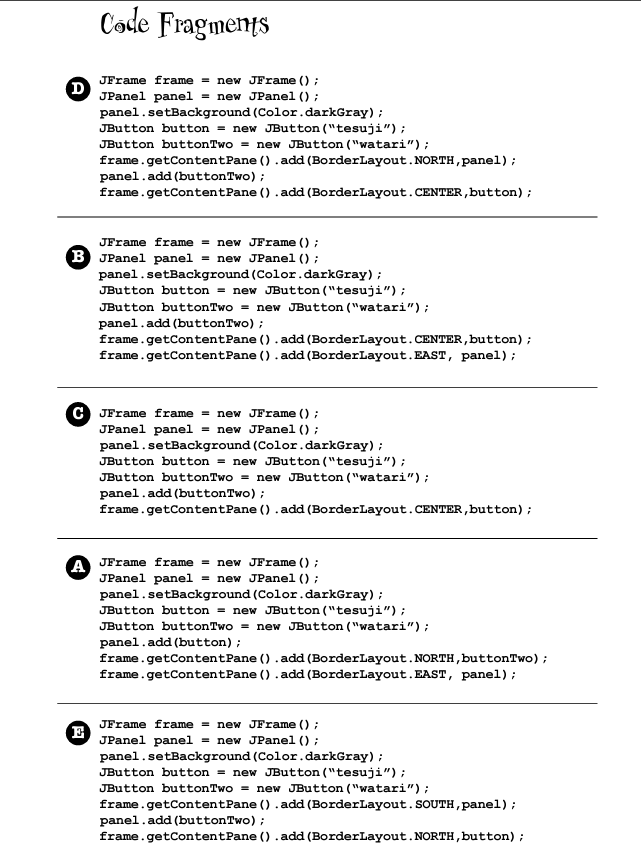 Code Fragments
D
JFrame frame = new JFrame();
JPanel panel = new JPanel();
panel.setBackground(Color.darkGray);
JButton button = new JButton(“tesuji”);
JButton buttonTwo = new JButton(“watari”);
frame.getContentPane().add(BorderLayout.NORTH,panel);
panel.add(buttonTwo);
frame.getContentPane().add(BorderLayout.CENTER,button);
B
JFrame frame = new JFrame();
JPanel panel = new JPanel();
panel.setBackground(Color.darkGray);
JButton button = new JButton(“tesuji”);
JButton buttonTwo = new JButton(“watari”);
panel.add(buttonTwo);
frame.getContentPane().add(BorderLayout.CENTER,button);
frame.getContentPane().add(BorderLayout.EAST, panel);
C
JFrame frame = new JFrame();
JPanel panel = new JPanel();
panel.setBackground(Color.darkGray);
JButton button = new JButton(“tesuji”);
JButton buttonTwo = new JButton(“watari”);
panel.add(buttonTwo);
frame.getContentPane().add(BorderLayout.CENTER,button);
A
JFrame frame = new JFrame();
JPanel panel = new JPanel();
panel.setBackground(Color.darkGray);
JButton button = new JButton(“tesuji”);
JButton buttonTwo = new JButton(“watari”);
panel.add(button);
frame.getContentPane().add(BorderLayout.NORTH,buttonTwo);
frame.getContentPane().add(BorderLayout.EAST, panel);
E
JFrame frame = new JFrame();
JPanel panel = new JPanel();
panel.setBackground(Color.darkGray);
JButton button = new JButton(“tesuji”);
JButton buttonTwo = new JButton(“watari”);
frame.getContentPane().add(BorderLayout.SOUTH,panel);
panel.add(buttonTwo);
frame.getContentPane().add(BorderLayout.NORTH,button);